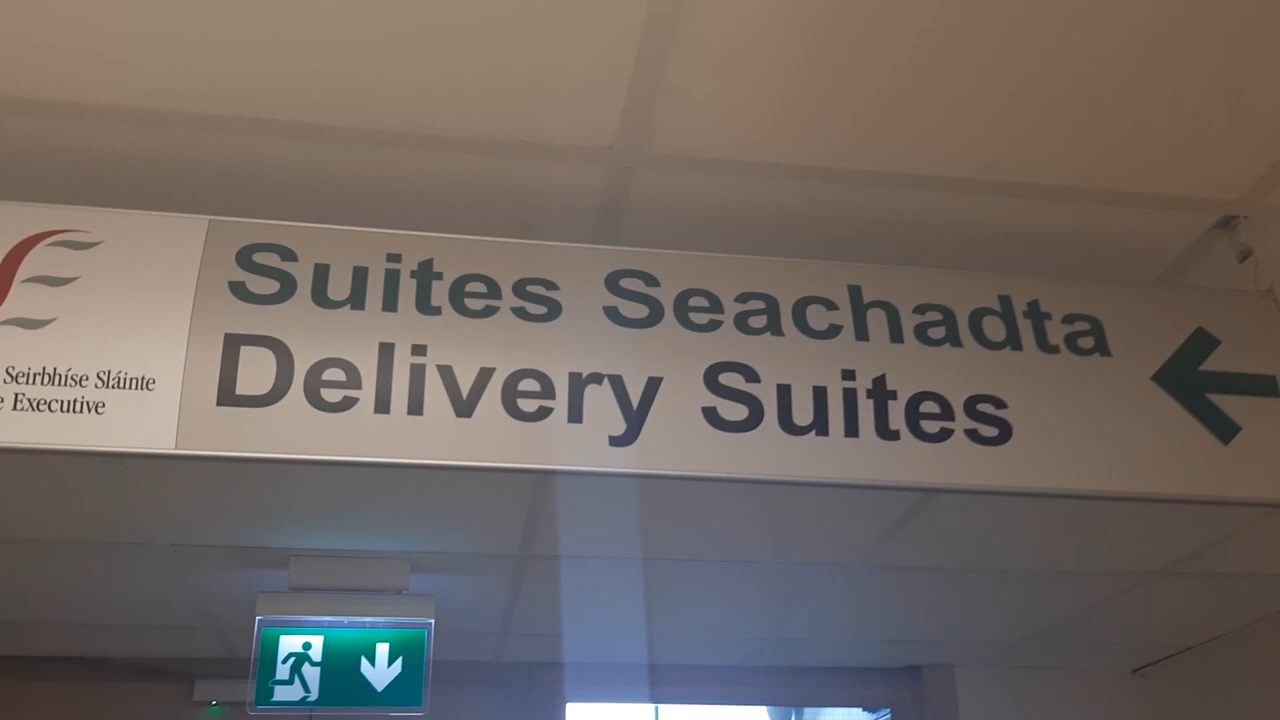 Suites Seachadta
Delivery Suites
Seirbhíse Sláinte
Executive